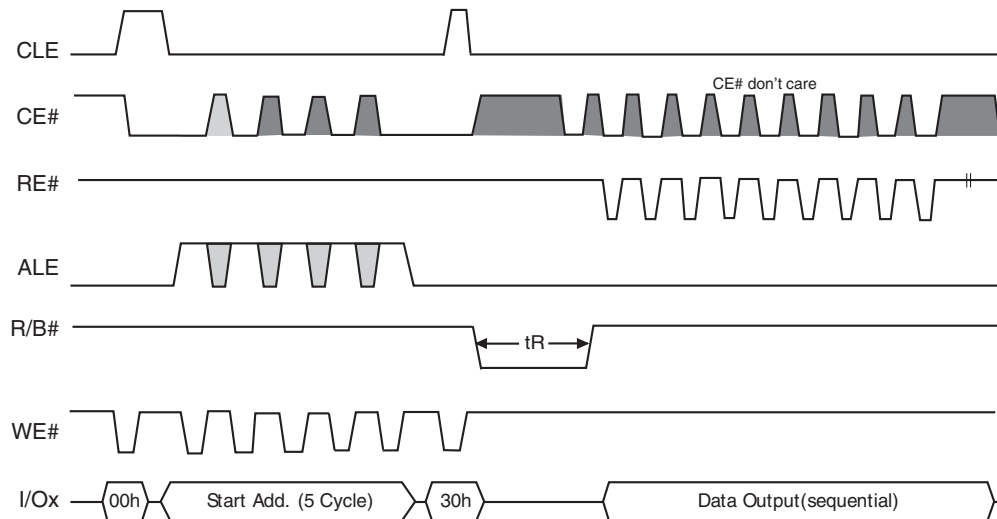 CLE
CE# don't care
CE#
RE#
ALE
R/B#
tR
WE#
I/Ox 00h Start Add. (5 Cycle) 30h Data Output(sequential)